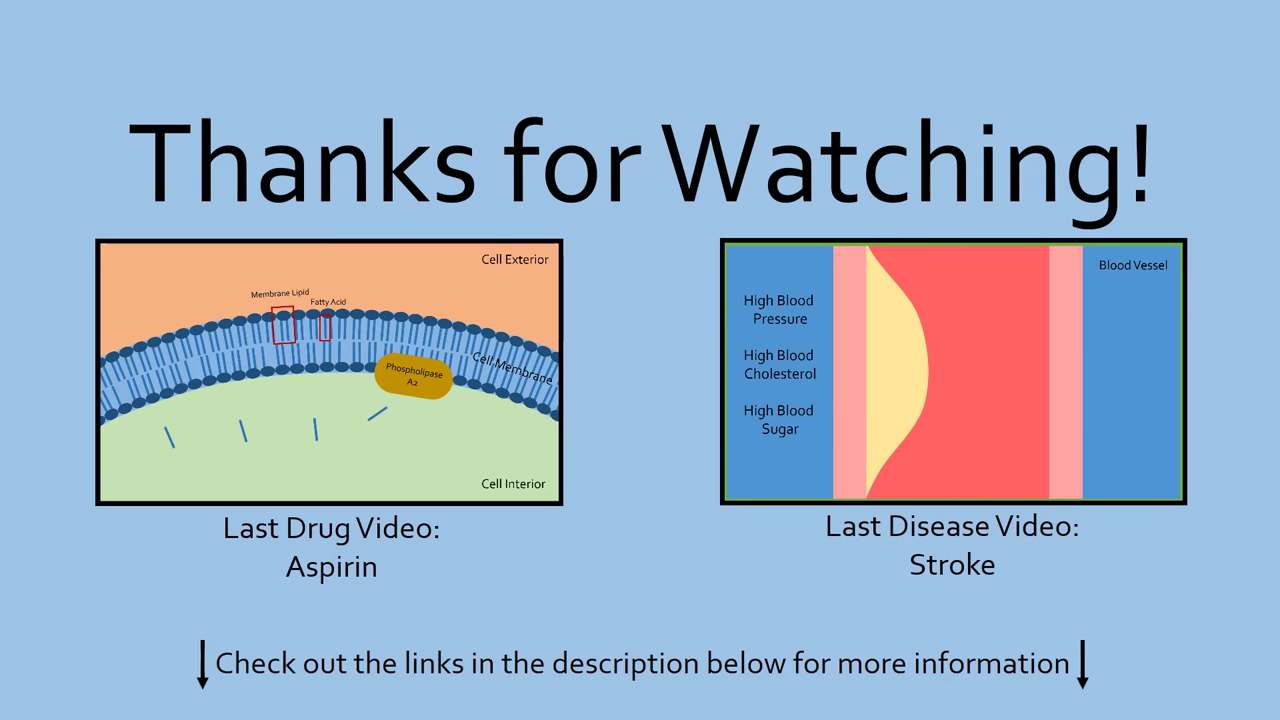 Thanks for Watching!
Cell Exterior
Membrane Lipid
Fatty Acid
Cell Membrane
Phospholipase
A2
Cell Interior
Last Drug Video:
Aspirin
Blood Vessel
High Blood
Pressure
High Blood
Cholesterol
High Blood
Sugar
Last Disease Video:
Stroke
Check out the links in the description below for more information